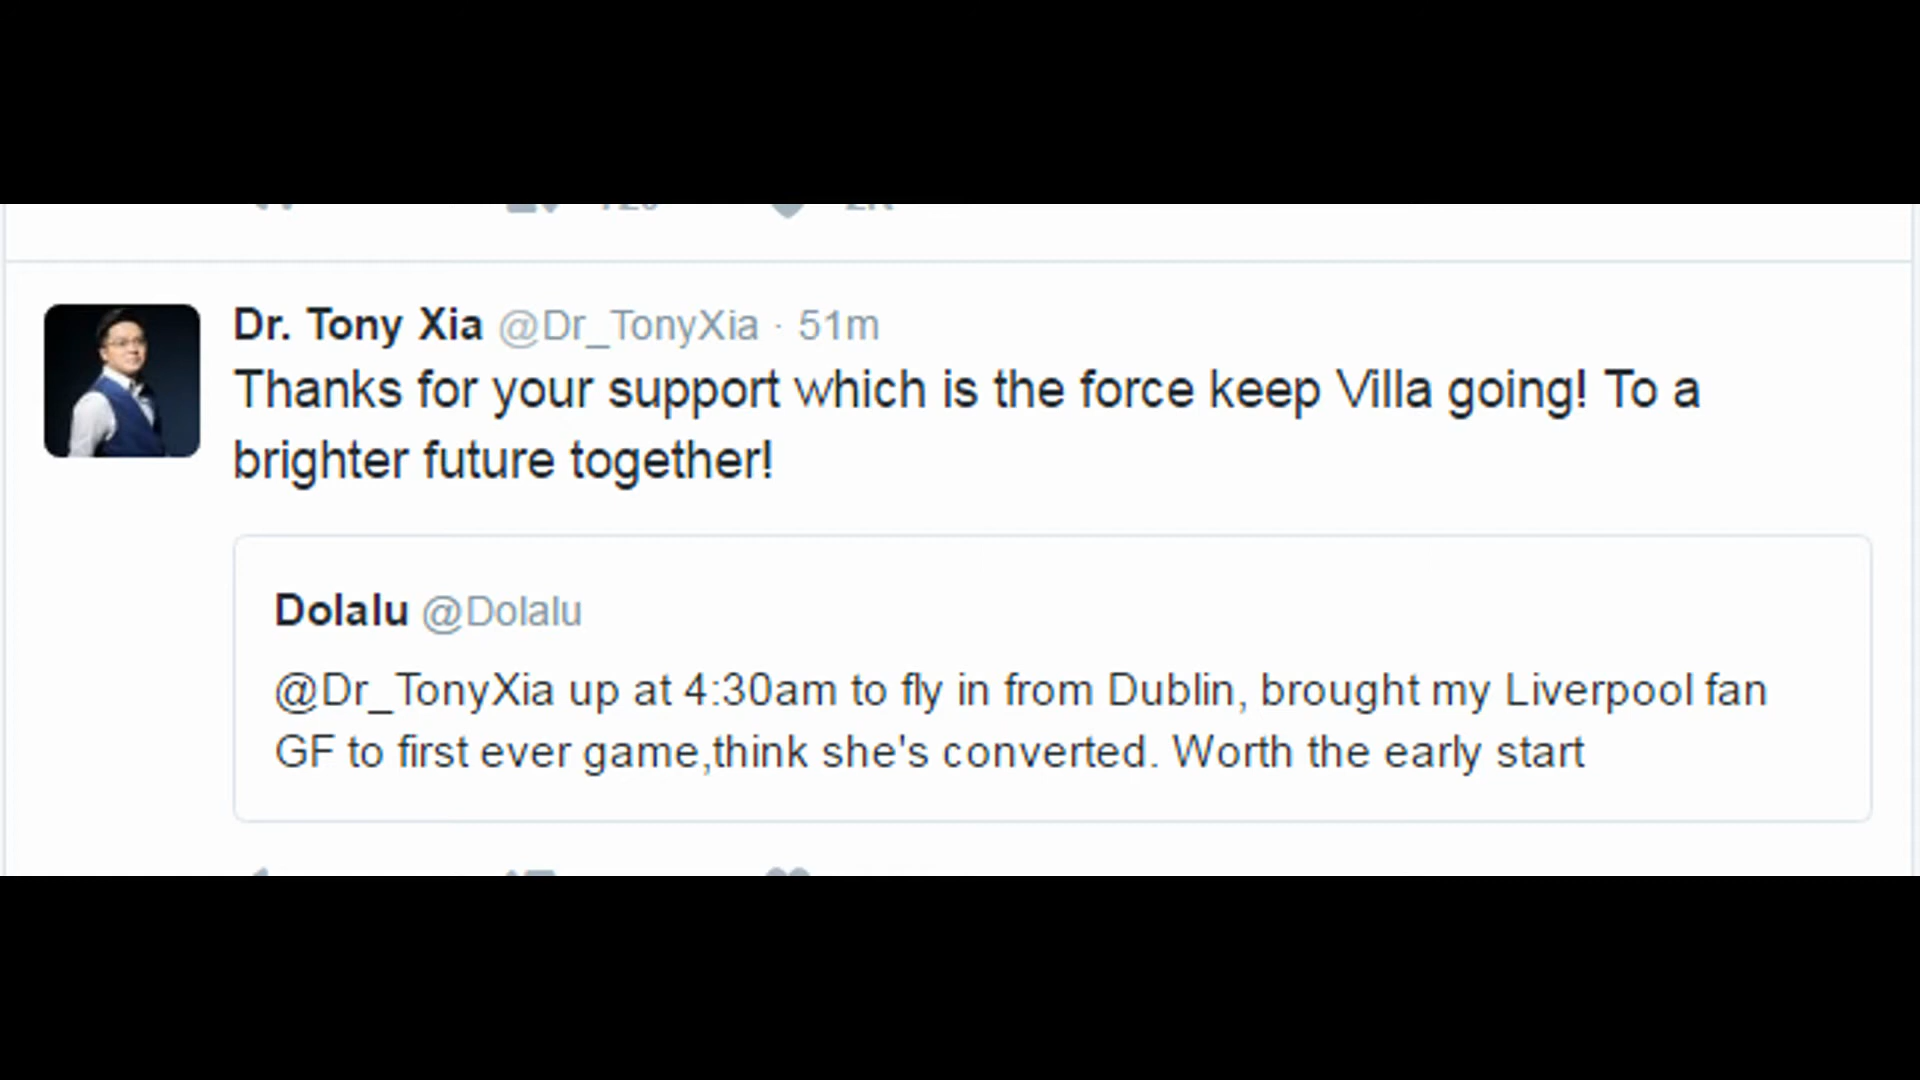 Dr. Tony Xia @Dr_TonyXia · 51m
Thanks for your support which is the force keep Villa going! To a
brighter future together!
Dolalu @Dolalu
@Dr_TonyXia up at 4:30am to fly in from Dublin, brought my Liverpool fan
GF to first ever game,think she's converted. Worth the early start